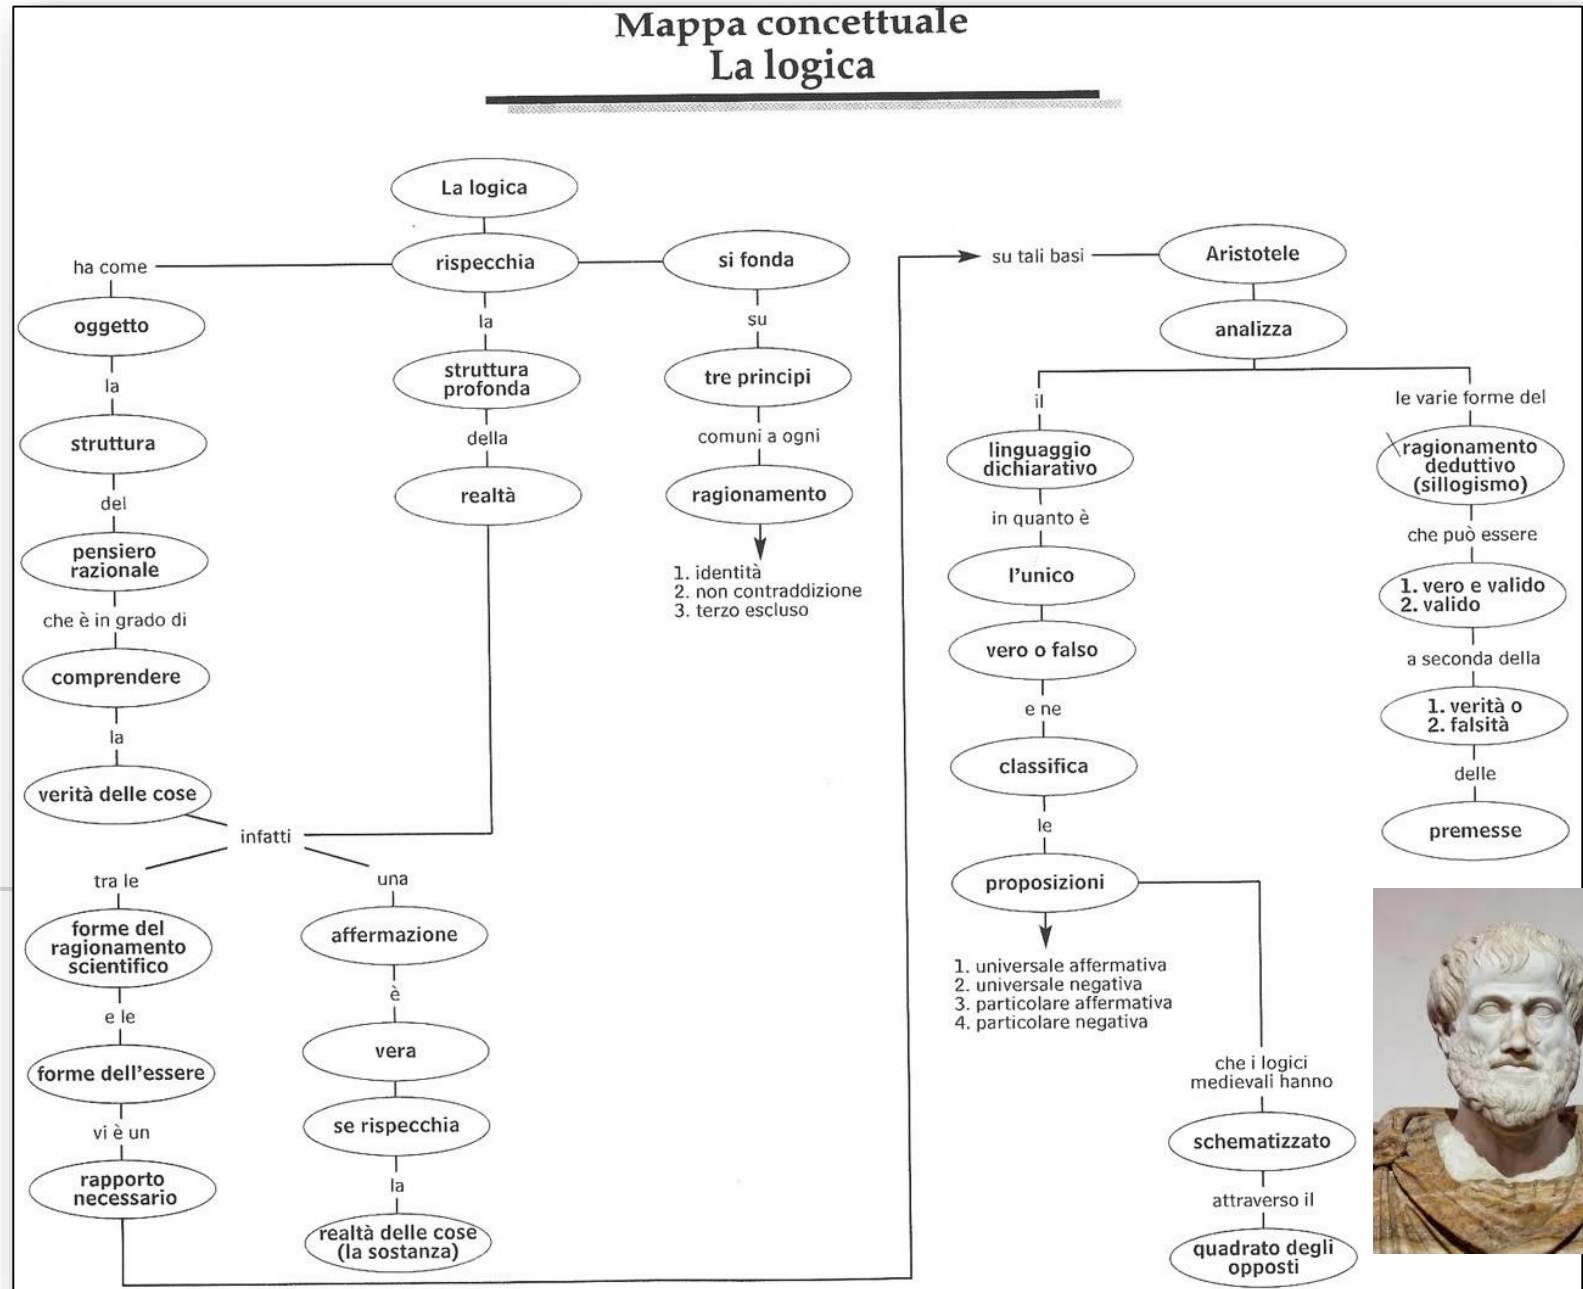 Mappa concettuale
La logica
La logica
rispecchia
ha come
oggetto
la
struttura
del
pensiero
razionale
che è in grado di
comprendere
la
verità delle cose
la
struttura
profonda
della
realtà
si fonda
su
tre principi
comuni a ogni
ragionamento
1. identità
2. non contraddizione
3. terzo escluso
infatti
tra le
forme del
ragionamento
scientifico
e le
forme dell'essere
vi è un
rapporto
necessario
una
affermazione
è
vera
se rispecchia
la
realtà delle cose
(la sostanza)
su tali basi
Aristotele
analizza
il
linguaggio
dichiarativo
in quanto è
l'unico
vero o falso
e ne
classifica
le
proposizioni
1. universale affermativa
2. universale negativa
3. particolare affermativa
4. particolare negativa
che i logici
medievali hanno
schematizzato
attraverso il
quadrato degli
opposti
le varie forme del
ragionamento
deduttivo
(sillogismo)
che può essere
1. vero e valido
2. valido
a seconda della
1. verità o
2. falsità
delle
premesse